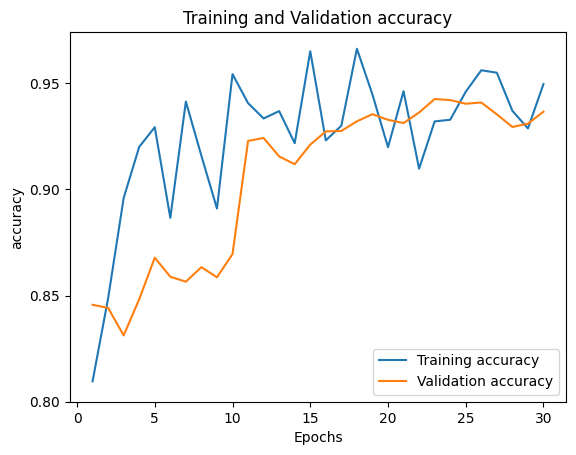 Training and Validation accuracy
accuracy
0.95
0.90
0.85
0.80
0
5
10
15
20
25
30
Epochs
Training accuracy
Validation accuracy